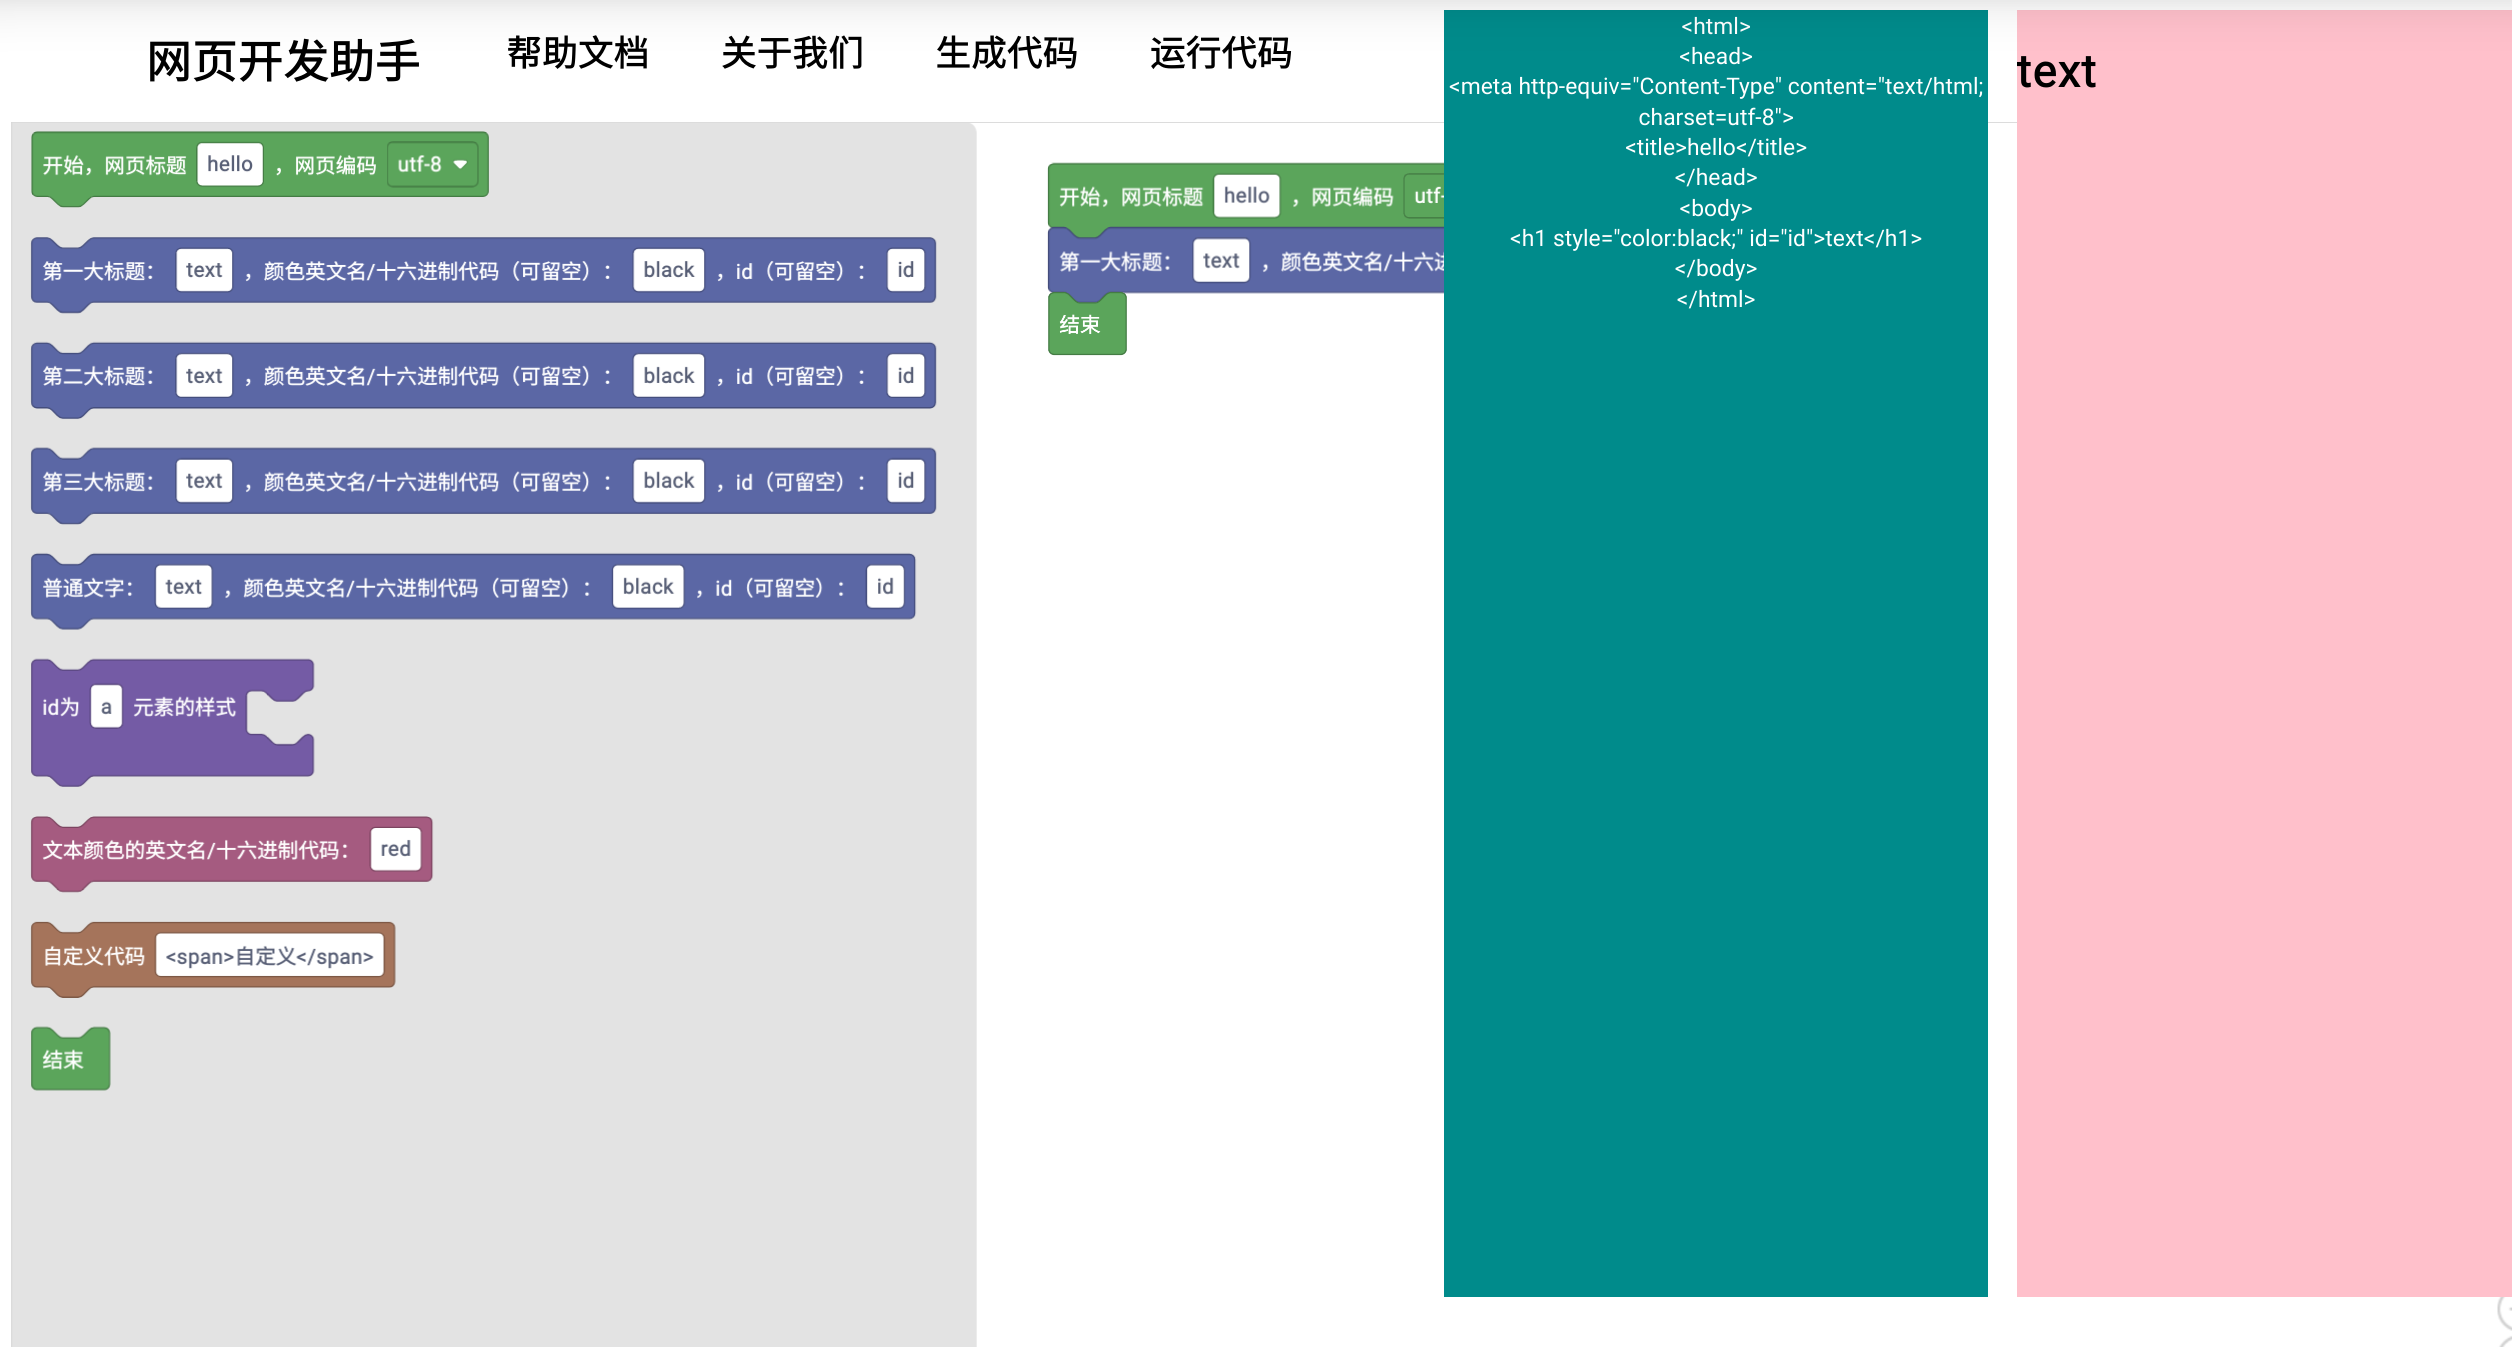 网页开发助手 帮助文档 关于我们 生成代码 运行代码
开始，网页标题 hello ，网页编码 utf-8
第一大标题： text ，颜色英文名/十六进制代码（可留空）： black ，id（可留空）： id
第二大标题： text ，颜色英文名/十六进制代码（可留空）： black ，id（可留空）： id
第三大标题： text ，颜色英文名/十六进制代码（可留空）： black ，id（可留空）： id
普通文字： text ，颜色英文名/十六进制代码（可留空）： black ，id（可留空）： id
id为 a 元素的样式
文本颜色的英文名/十六进制代码： red
自定义代码 <span>自定义</span>
结束
开始，网页标题 hello ，网页编码 utf-
第一大标题： text ，颜色英文名/十六
结束
<html>
<head>
<meta http-equiv="Content-Type" content="text/html;
charset=utf-8">
<title>hello</title>
</head>
<body>
<h1 style="color:black;" id="id">text</h1>
</body>
</html>
text